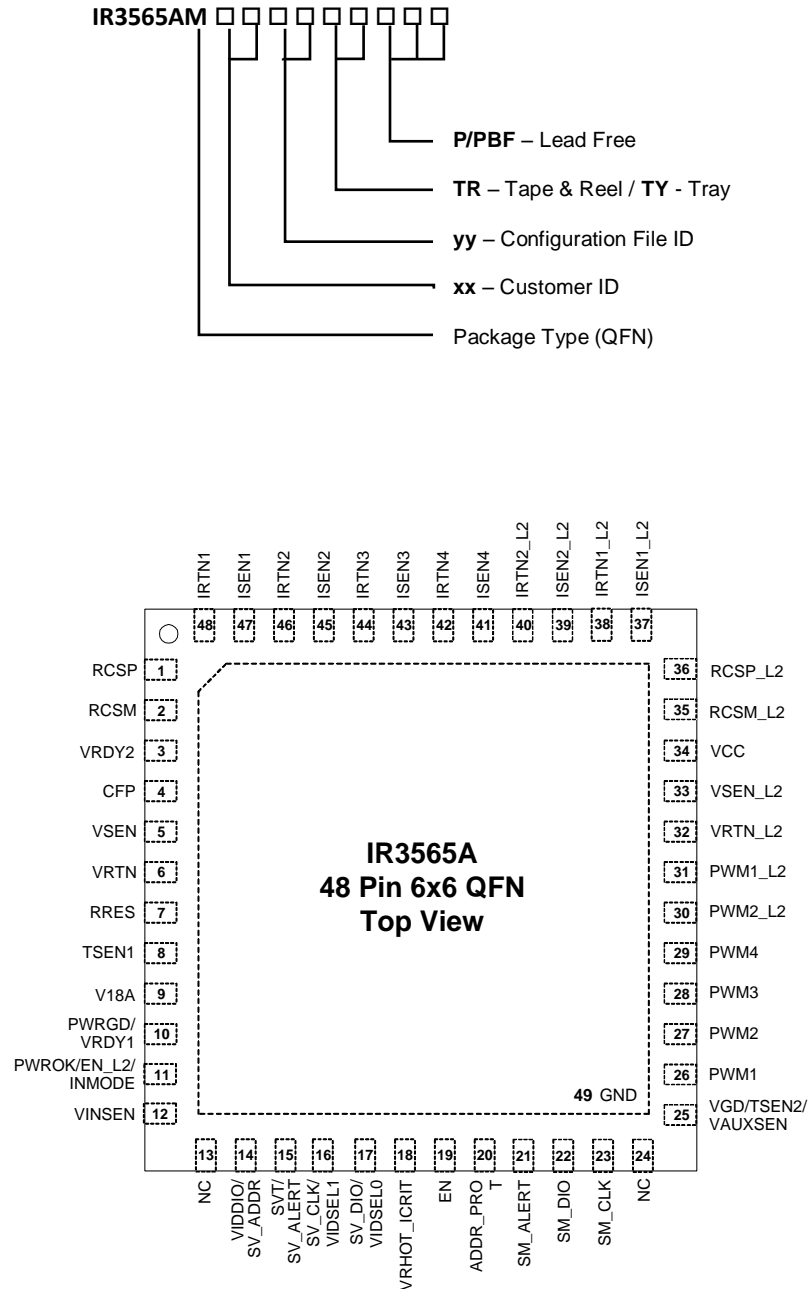 IR3565AM □ □ □ □ □ □ □ □ □
P/PBF – Lead Free
TR – Tape & Reel / TY - Tray
yy – Configuration File ID
xx – Customer ID
Package Type (QFN)
IRTN1
ISEN1
IRTN2
ISEN2
IRTN3
ISEN3
IRTN4
ISEN4
IRTN2_L2
ISEN2_L2
IRTN1_L2
ISEN1_L2
48 47 46 45 44 43 42 41 40 39 38 37
RCSP 1
RCSM 2
VRDY2 3
CFP 4
VSEN 5
VRTN 6
RRES 7
TSEN1 8
V18A 9
PWRGD/
VRDY1 10
PWROK/EN_L2/
INMODE 11
VINSEN 12
IR3565A
48 Pin 6x6 QFN
Top View
49 GND
36 RCSP_L2
35 RCSM_L2
34 VCC
33 VSEN_L2
32 VRTN_L2
31 PWM1_L2
30 PWM2_L2
29 PWM4
28 PWM3
27 PWM2
26 PWM1
25 VGD/TSEN2/
VAUXSEN
13 14 15 16 17 18 19 20 21 22 23 24
NC
VIDDIO/
SV_ADDR
SVT/
SV_ALERT
SV_CLK/
VIDSEL1
SV_DIO/
VIDSEL0
VRHOT_ICRIT
EN
ADDR_PRO
T
SM_ALERT
SM_DIO
SM_CLK
NC